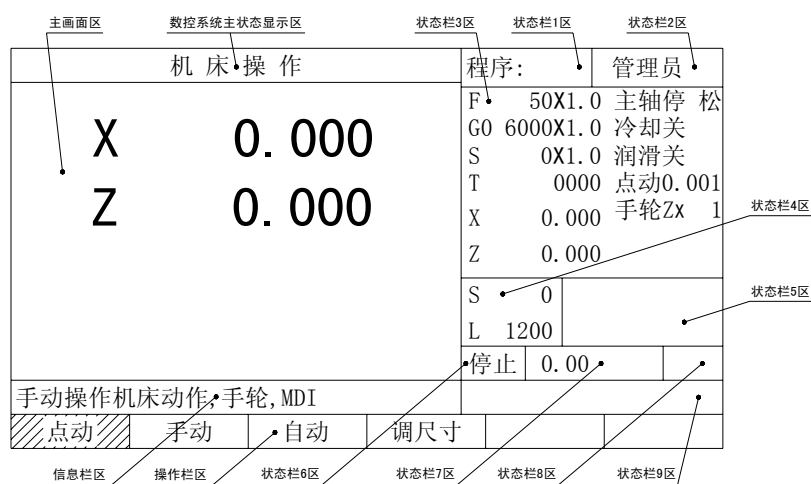 主画面区 数控系统主状态显示区 状态栏3区 状态栏1区 状态栏2区
机 床 操 作 程序: 管理员
F 50X1.0 主轴停 松
G0 6000X1.0 冷却关
S 0X1.0 润滑关
T 0000 点动0.001
X 0.000 手轮Zx 1
Z 0.000
X 0.000
Z 0.000
状态栏4区
S 0
L 1200
状态栏5区
停止 0.00
手动操作机床动作,手轮,MDI
点动 手动 自动 调尺寸
信息栏区 操作栏区 状态栏6区 状态栏7区 状态栏8区 状态栏9区